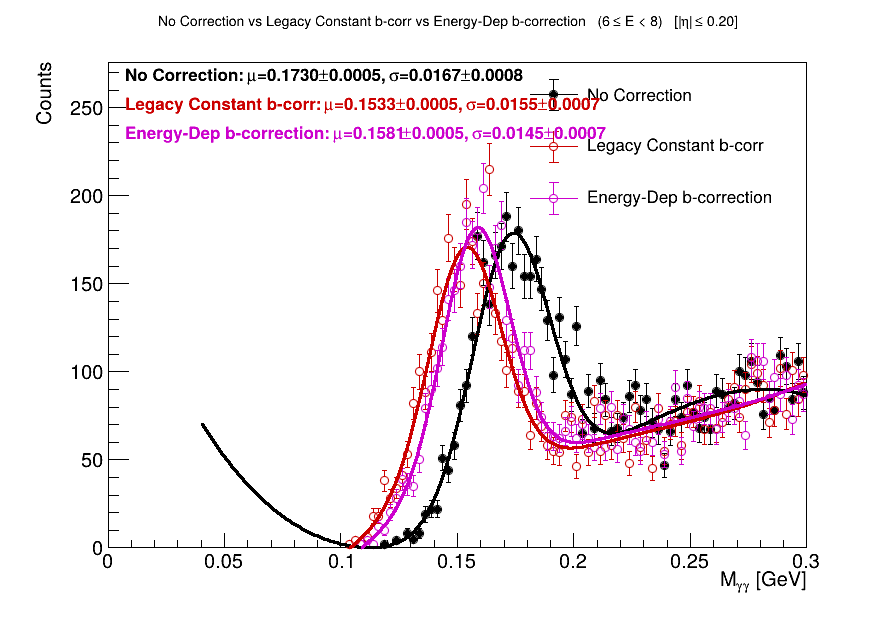 No Correction vs Legacy Constant b-corr vs Energy-Dep b-correction (6 ≤ E < 8) [|η| ≤ 0.20]
Counts
No Correction: μ=0.1730±0.0005, σ=0.0167±0.0008
Legacy Constant b-corr: μ=0.1533±0.0005, σ=0.0155±0.0007
Energy-Dep b-correction: μ=0.1581±0.0005, σ=0.0145±0.0007
No Correction
Legacy Constant b-corr
Energy-Dep b-correction
250
200
150
100
50
0
0 0.05 0.1 0.15 0.2 0.25 0.3
Mγγ [GeV]